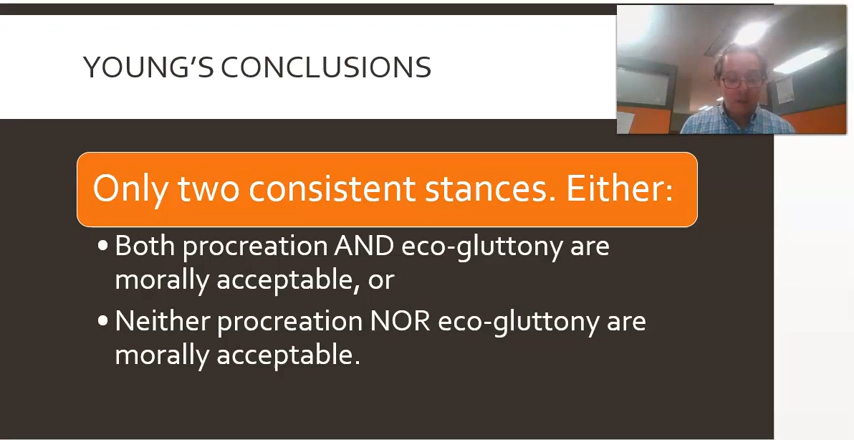 YOUNG'S CONCLUSIONS
Only two consistent stances. Either:
• Both procreation AND eco-gluttony are
morally acceptable, or
• Neither procreation NOR eco-gluttony are
morally acceptable.